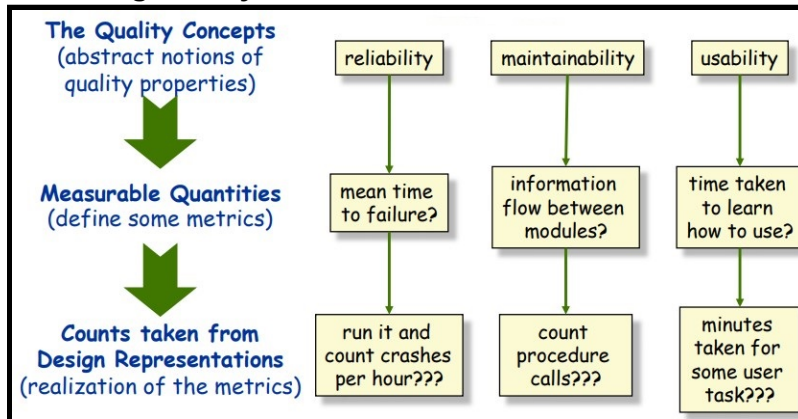 The Quality Concepts
(abstract notions of
quality properties)
reliability
maintainability
usability
Measurable Quantities
(define some metrics)
mean time
to failure?
information
flow between
modules?
time taken
to learn
how to use?
Counts taken from
Design Representations
(realization of the metrics)
run it and
count crashes
per hour???
count
procedure
calls???
minutes
taken for
some user
task???